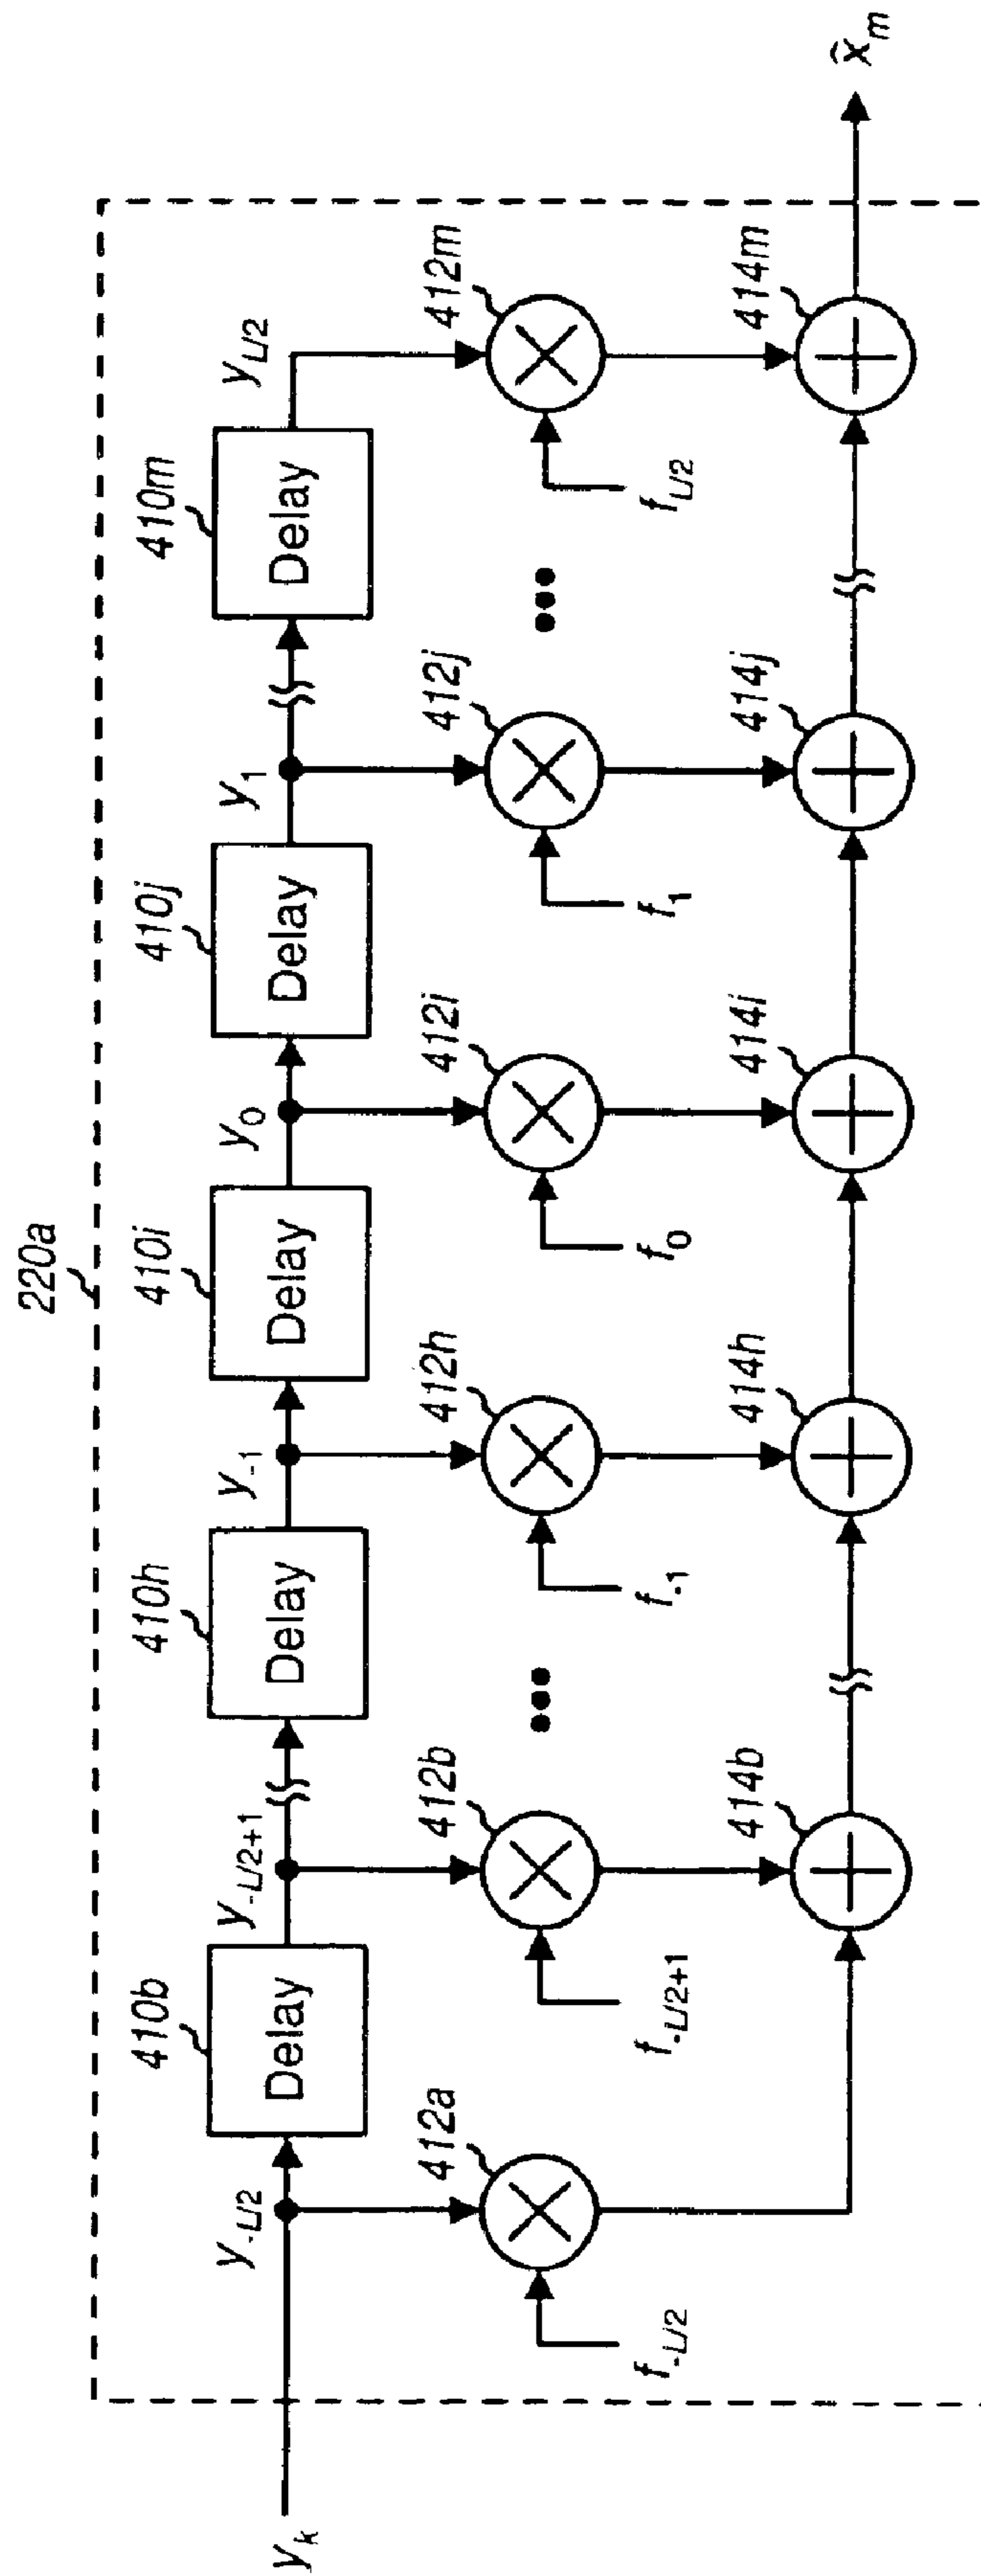 220a
410b 410h 410i 410j 410m
Delay Delay Delay Delay Delay
y_k y_{-L/2} y_{-L/2+1} y_{-1} y_0 y_1 y_{L/2}
412a 412b 412h 412i 412j 412m
f_{-L/2} f_{-L/2+1} f_{-1} f_0 f_1 f_{L/2}
414b 414h 414i 414j 414m
x̂_m